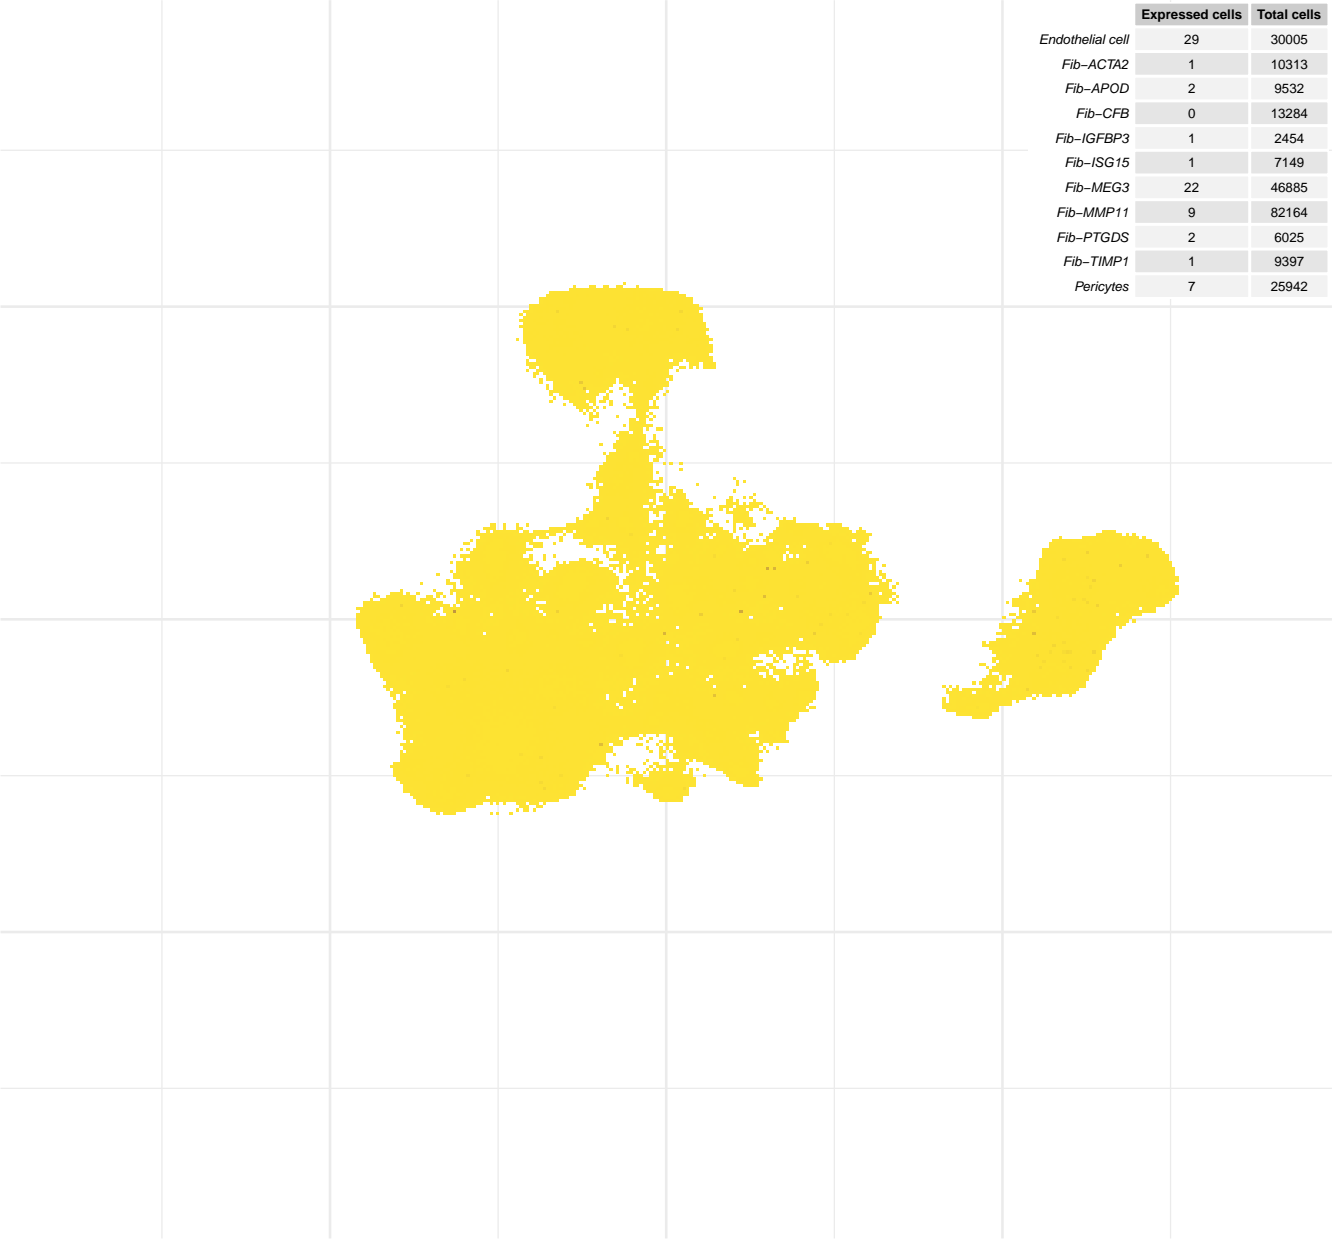 Expressed cells Total cells
Endothelial cell 29 30005
Fib−ACTA2 1 10313
Fib−APOD 2 9532
Fib−CFB 0 13284
Fib−IGFBP3 1 2454
Fib−ISG15 1 7149
Fib−MEG3 22 46885
Fib−MMP11 9 82164
Fib−PTGDS 2 6025
Fib−TIMP1 1 9397
Pericytes 7 25942